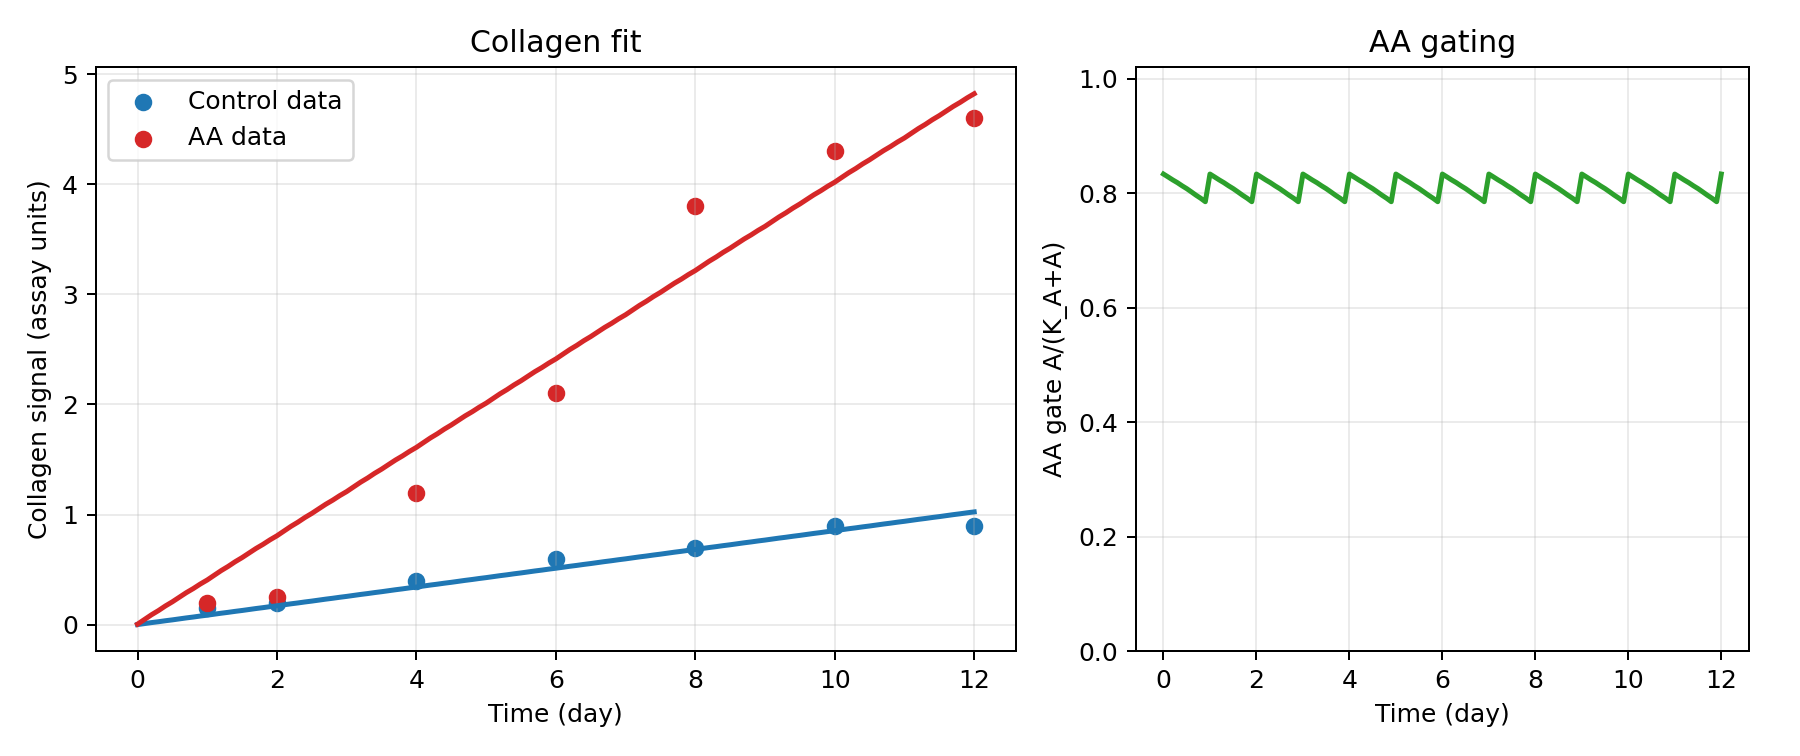 Collagen fit
Collagen signal (assay units)
5
4
3
2
1
0
Control data
AA data
0 2 4 6 8 10 12
Time (day)
AA gating
AA gate A/(K_A+A)
1.0
0.8
0.6
0.4
0.2
0.0
0 2 4 6 8 10 12
Time (day)